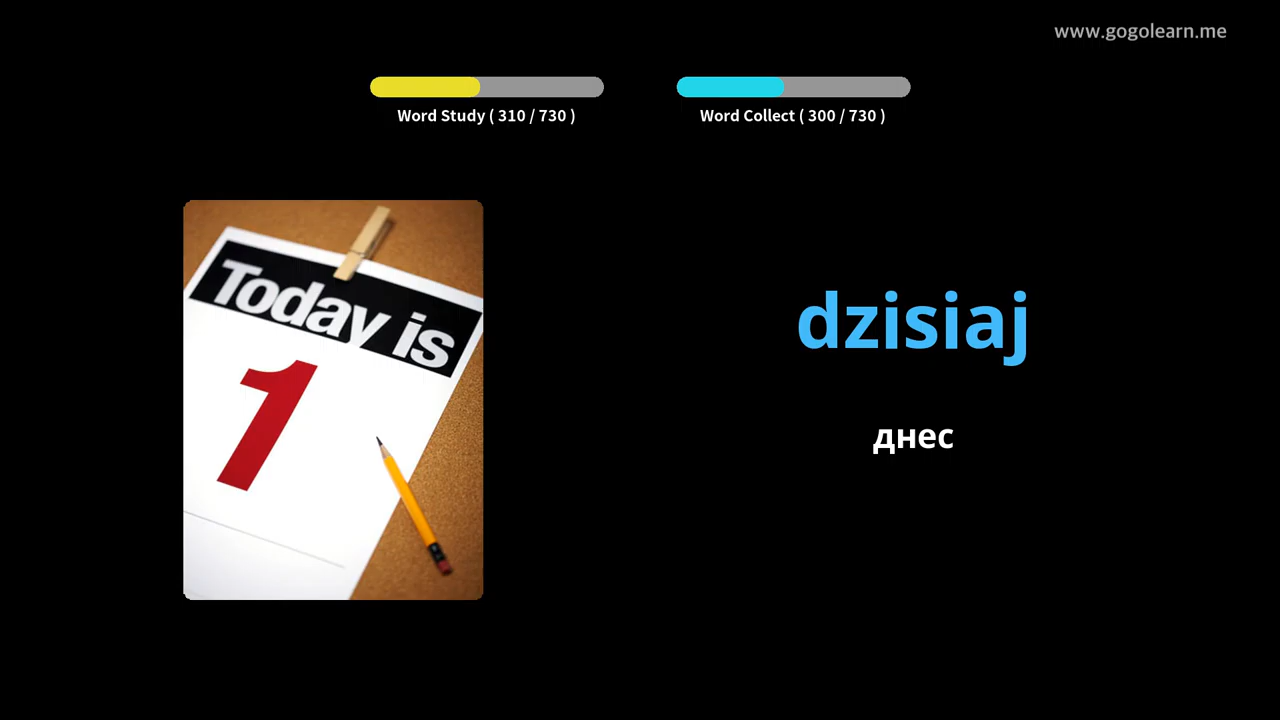 www.gogolearn.me
Word Study ( 310 / 730 )
Word Collect ( 300 / 730 )
Today is
1
dzisiaj
днес